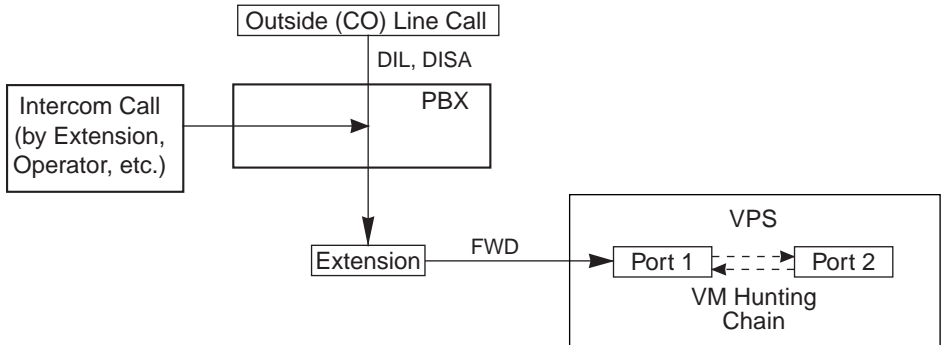 Outside (CO) Line Call
DIL, DISA
PBX
Intercom Call
(by Extension,
Operator, etc.)
VPS
Extension
FWD
Port 1
Port 2
VM Hunting
Chain